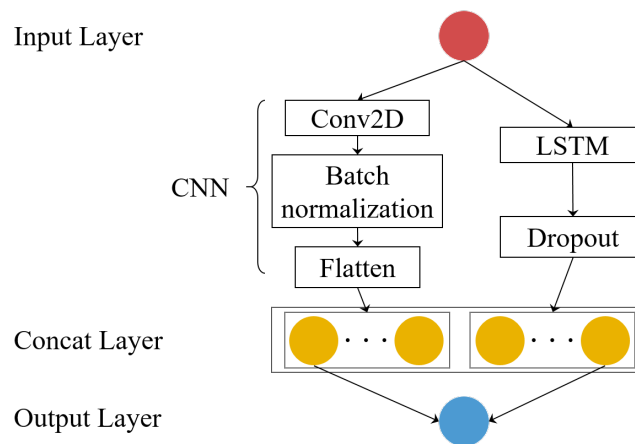 Input Layer
Conv2D
LSTM
CNN
Batch
normalization
Dropout
Flatten
Concat Layer
· · ·
· · ·
Output Layer